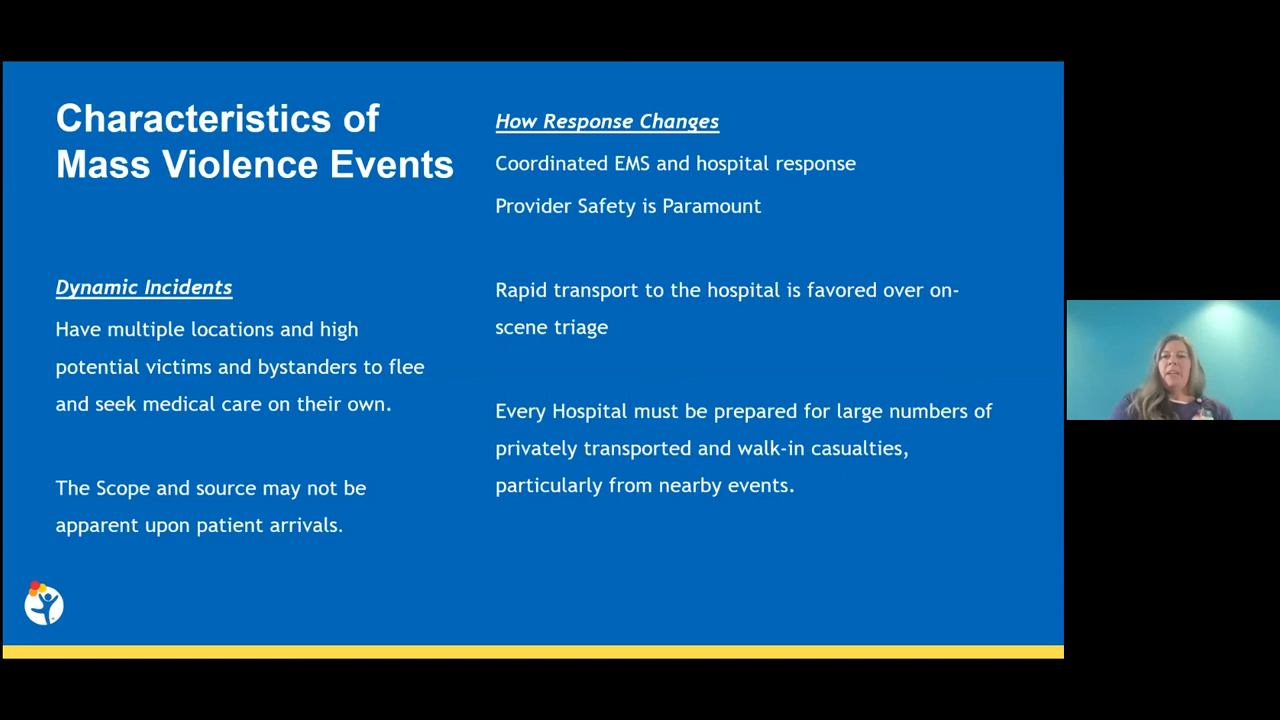 Characteristics of
Mass Violence Events
Dynamic Incidents
Have multiple locations and high
potential victims and bystanders to flee
and seek medical care on their own.
The Scope and source may not be
apparent upon patient arrivals.
How Response Changes
Coordinated EMS and hospital response
Provider Safety is Paramount
Rapid transport to the hospital is favored over on-
scene triage
Every Hospital must be prepared for large numbers of
privately transported and walk-in casualties,
particularly from nearby events.